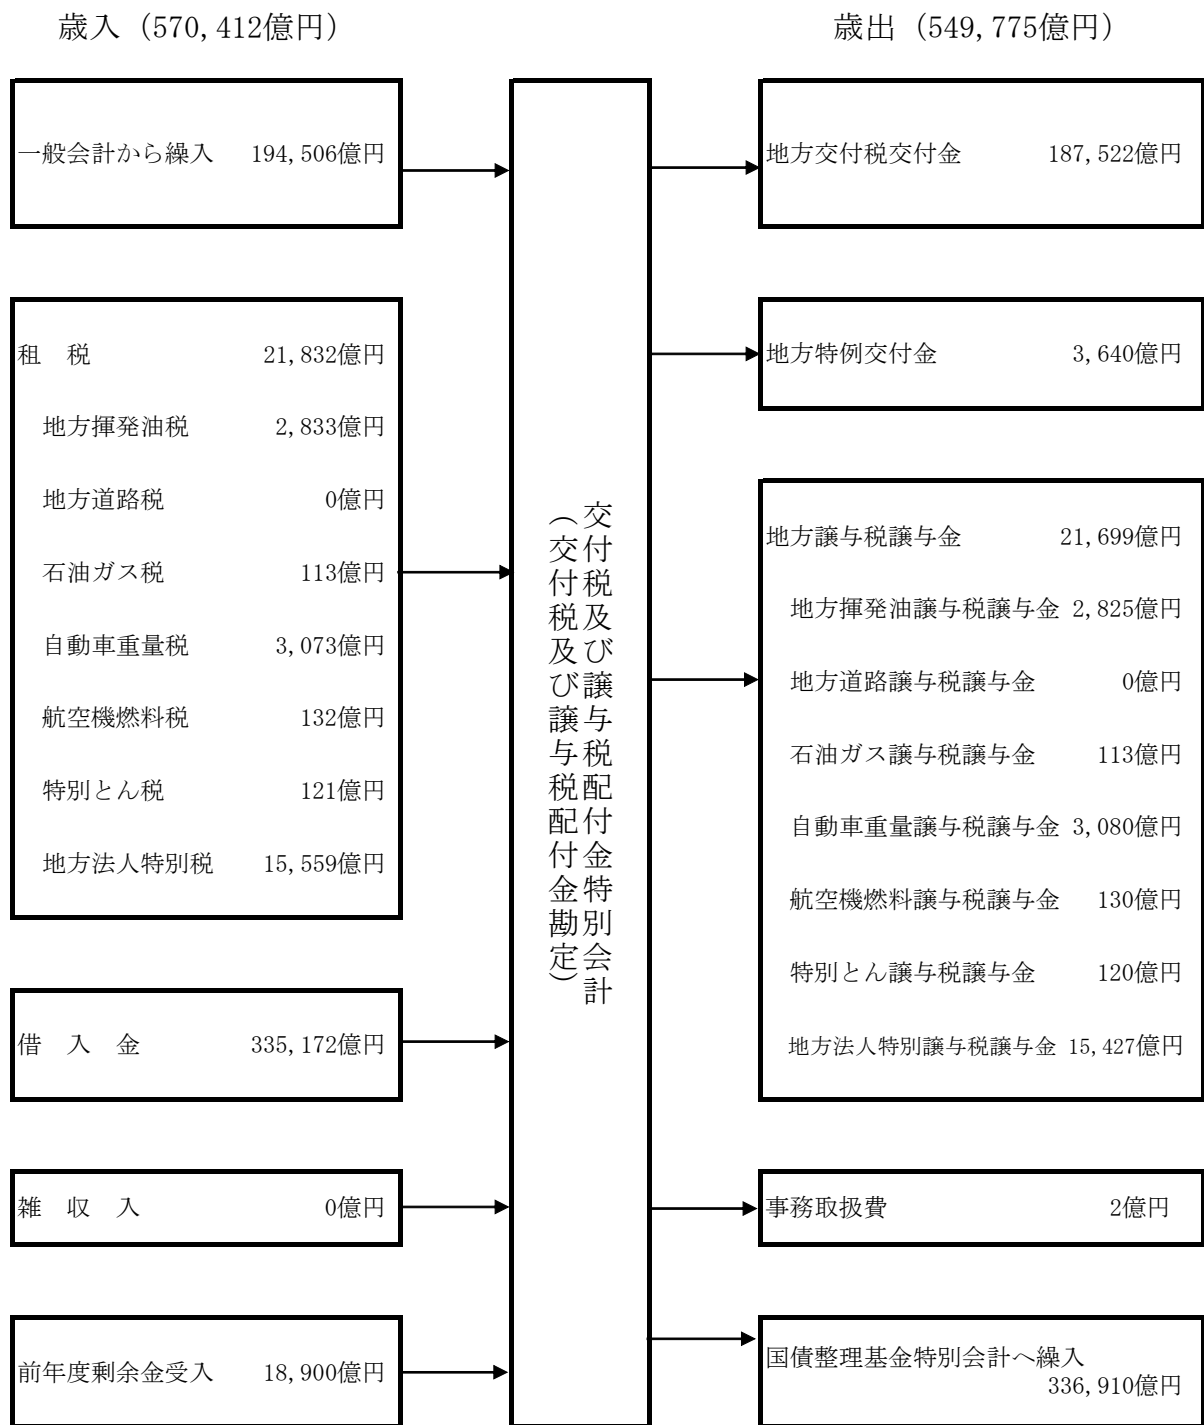 歳入（570,412億円）
一般会計から繰入 194,506億円
租　税 21,832億円
地方揮発油税 2,833億円
地方道路税 0億円
石油ガス税 113億円
自動車重量税 3,073億円
航空機燃料税 132億円
特別とん税 121億円
地方法人特別税 15,559億円
借　入　金 335,172億円
雑　収　入 0億円
前年度剰余金受入 18,900億円
交付税及び譲与税配付金特別会計
（交付税及び譲与税配付金勘定）
歳出（549,775億円）
地方交付税交付金 187,522億円
地方特例交付金 3,640億円
地方譲与税譲与金 21,699億円
地方揮発油譲与税譲与金 2,825億円
地方道路譲与税譲与金 0億円
石油ガス譲与税譲与金 113億円
自動車重量譲与税譲与金 3,080億円
航空機燃料譲与税譲与金 130億円
特別とん譲与税譲与金 120億円
地方法人特別譲与税譲与金 15,427億円
事務取扱費 2億円
国債整理基金特別会計へ繰入
336,910億円